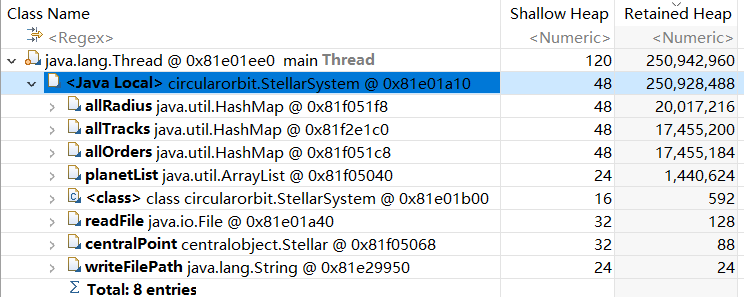 Class Name Shallow Heap Retained Heap
<Regex> <Numeric> <Numeric>
java.lang.Thread @ 0x81e01ee0 main Thread 120 250,942,960
<Java Local> circularorbit.StellarSystem @ 0x81e01a10 48 250,928,488
allRadius java.util.HashMap @ 0x81f051f8 48 20,017,216
allTracks java.util.HashMap @ 0x81f2e1c0 48 17,455,200
allOrders java.util.HashMap @ 0x81f051c8 48 17,455,184
planetList java.util.ArrayList @ 0x81f05040 24 1,440,624
<class> class circularorbit.StellarSystem @ 0x81e01b00 16 592
readFile java.io.File @ 0x81e01a40 32 128
centralPoint centralobject.Stellar @ 0x81f05068 32 88
writeFilePath java.lang.String @ 0x81e29950 24 24
Σ Total: 8 entries